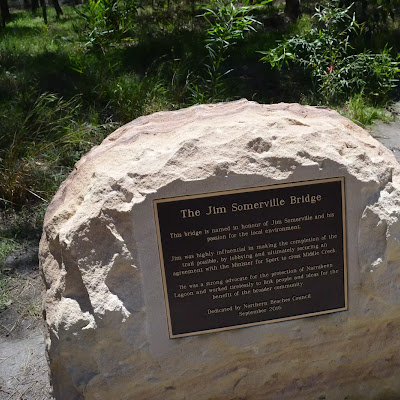 The Jim Somerville Bridge
This bridge is named in honour of Jim Somerville and his
passion for the local environment.
Jim was highly influential in making the completion of the
trail possible, by lobbying and ultimately securing an
agreement with the Minister for Sport to cross Middle Creek
He was a strong advocate for the protection of Narrabeen
Lagoon and worked tirelessly to link people and ideas for the
benefit of the broader community
Dedicated by Northern Beaches Council
September 2016